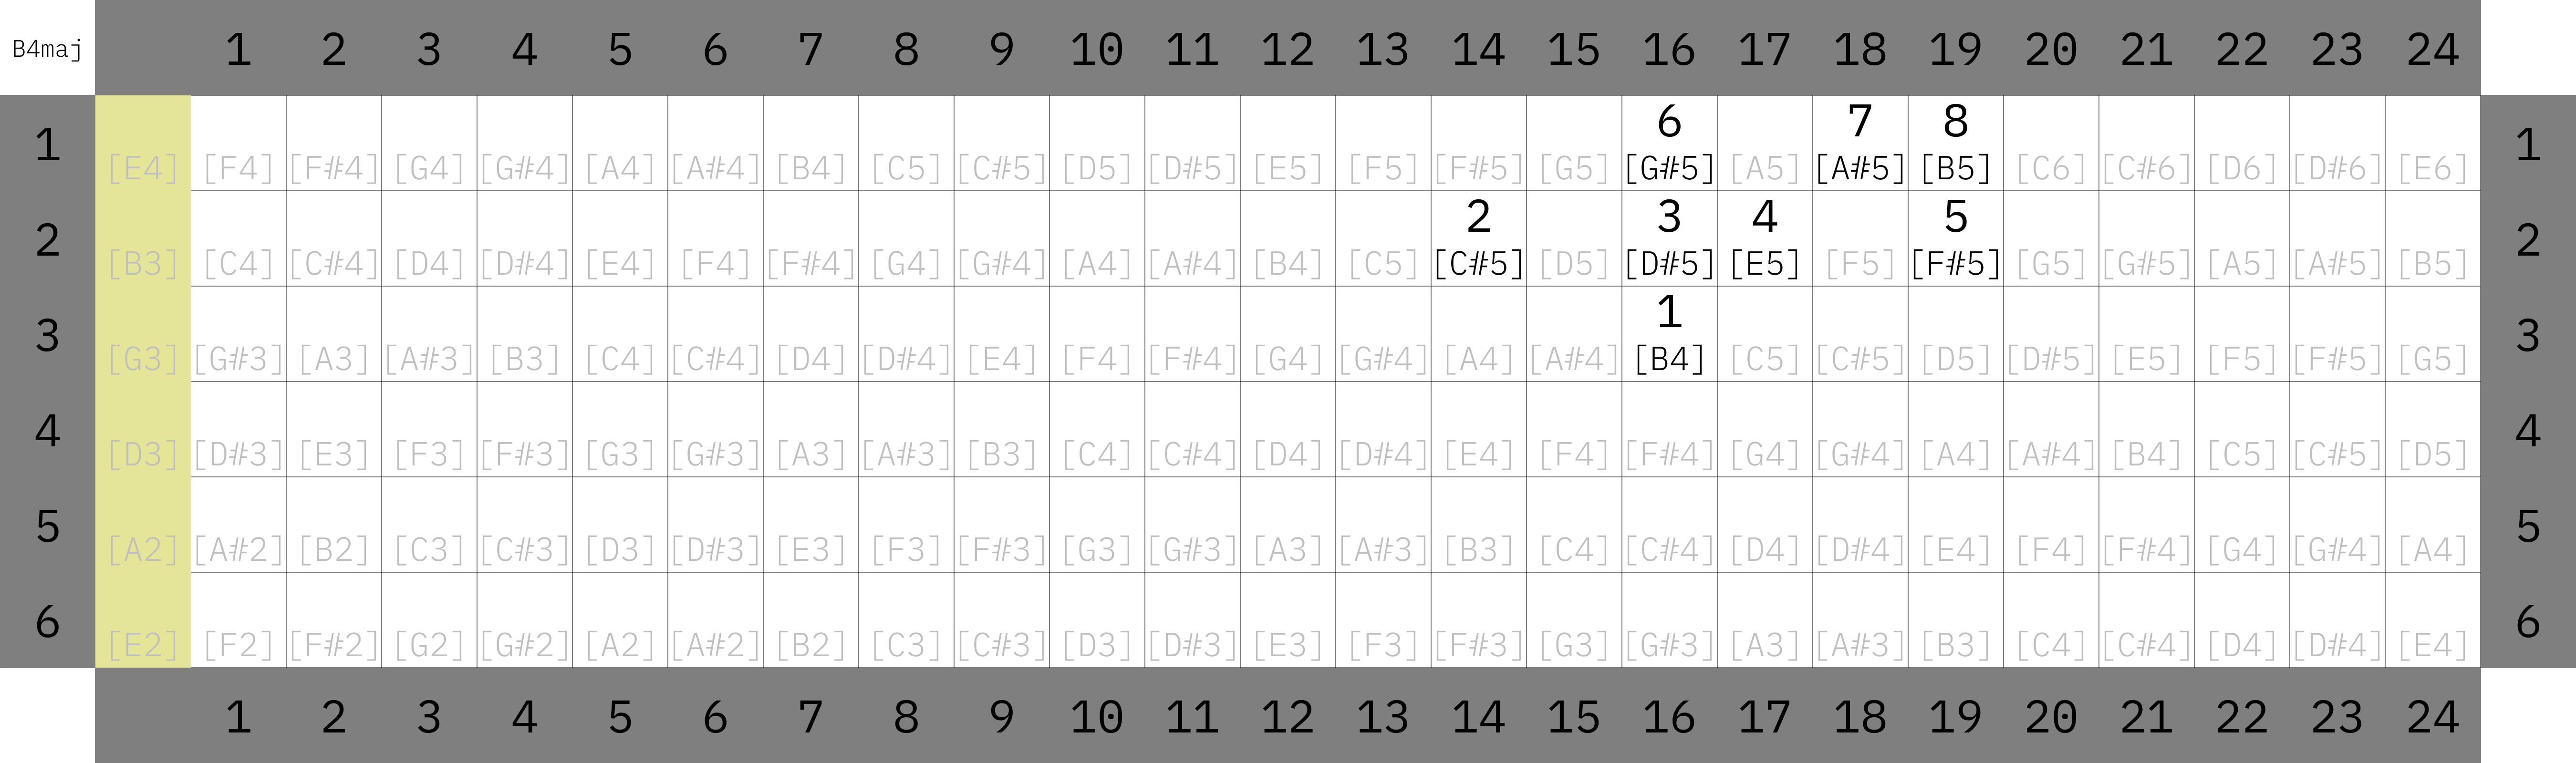 B4maj 1 2 3 4 5 6 7 8 9 10 11 12 13 14 15 16 17 18 19 20 21 22 23 24
6 7 8
1 [E4] [F4] [F#4] [G4] [G#4] [A4] [A#4] [B4] [C5] [C#5] [D5] [D#5] [E5] [F5] [F#5] [G5] [G#5] [A5] [A#5] [B5] [C6] [C#6] [D6] [D#6] [E6] 1
2 3 4 5
2 [B3] [C4] [C#4] [D4] [D#4] [E4] [F4] [F#4] [G4] [G#4] [A4] [A#4] [B4] [C5] [C#5] [D5] [D#5] [E5] [F5] [F#5] [G5] [G#5] [A5] [A#5] [B5] 2
1
3 [G3] [G#3] [A3] [A#3] [B3] [C4] [C#4] [D4] [D#4] [E4] [F4] [F#4] [G4] [G#4] [A4] [A#4] [B4] [C5] [C#5] [D5] [D#5] [E5] [F5] [F#5] [G5] 3
4 [D3] [D#3] [E3] [F3] [F#3] [G3] [G#3] [A3] [A#3] [B3] [C4] [C#4] [D4] [D#4] [E4] [F4] [F#4] [G4] [G#4] [A4] [A#4] [B4] [C5] [C#5] [D5] 4
5 [A2] [A#2] [B2] [C3] [C#3] [D3] [D#3] [E3] [F3] [F#3] [G3] [G#3] [A3] [A#3] [B3] [C4] [C#4] [D4] [D#4] [E4] [F4] [F#4] [G4] [G#4] [A4] 5
6 [E2] [F2] [F#2] [G2] [G#2] [A2] [A#2] [B2] [C3] [C#3] [D3] [D#3] [E3] [F3] [F#3] [G3] [G#3] [A3] [A#3] [B3] [C4] [C#4] [D4] [D#4] [E4] 6
1 2 3 4 5 6 7 8 9 10 11 12 13 14 15 16 17 18 19 20 21 22 23 24